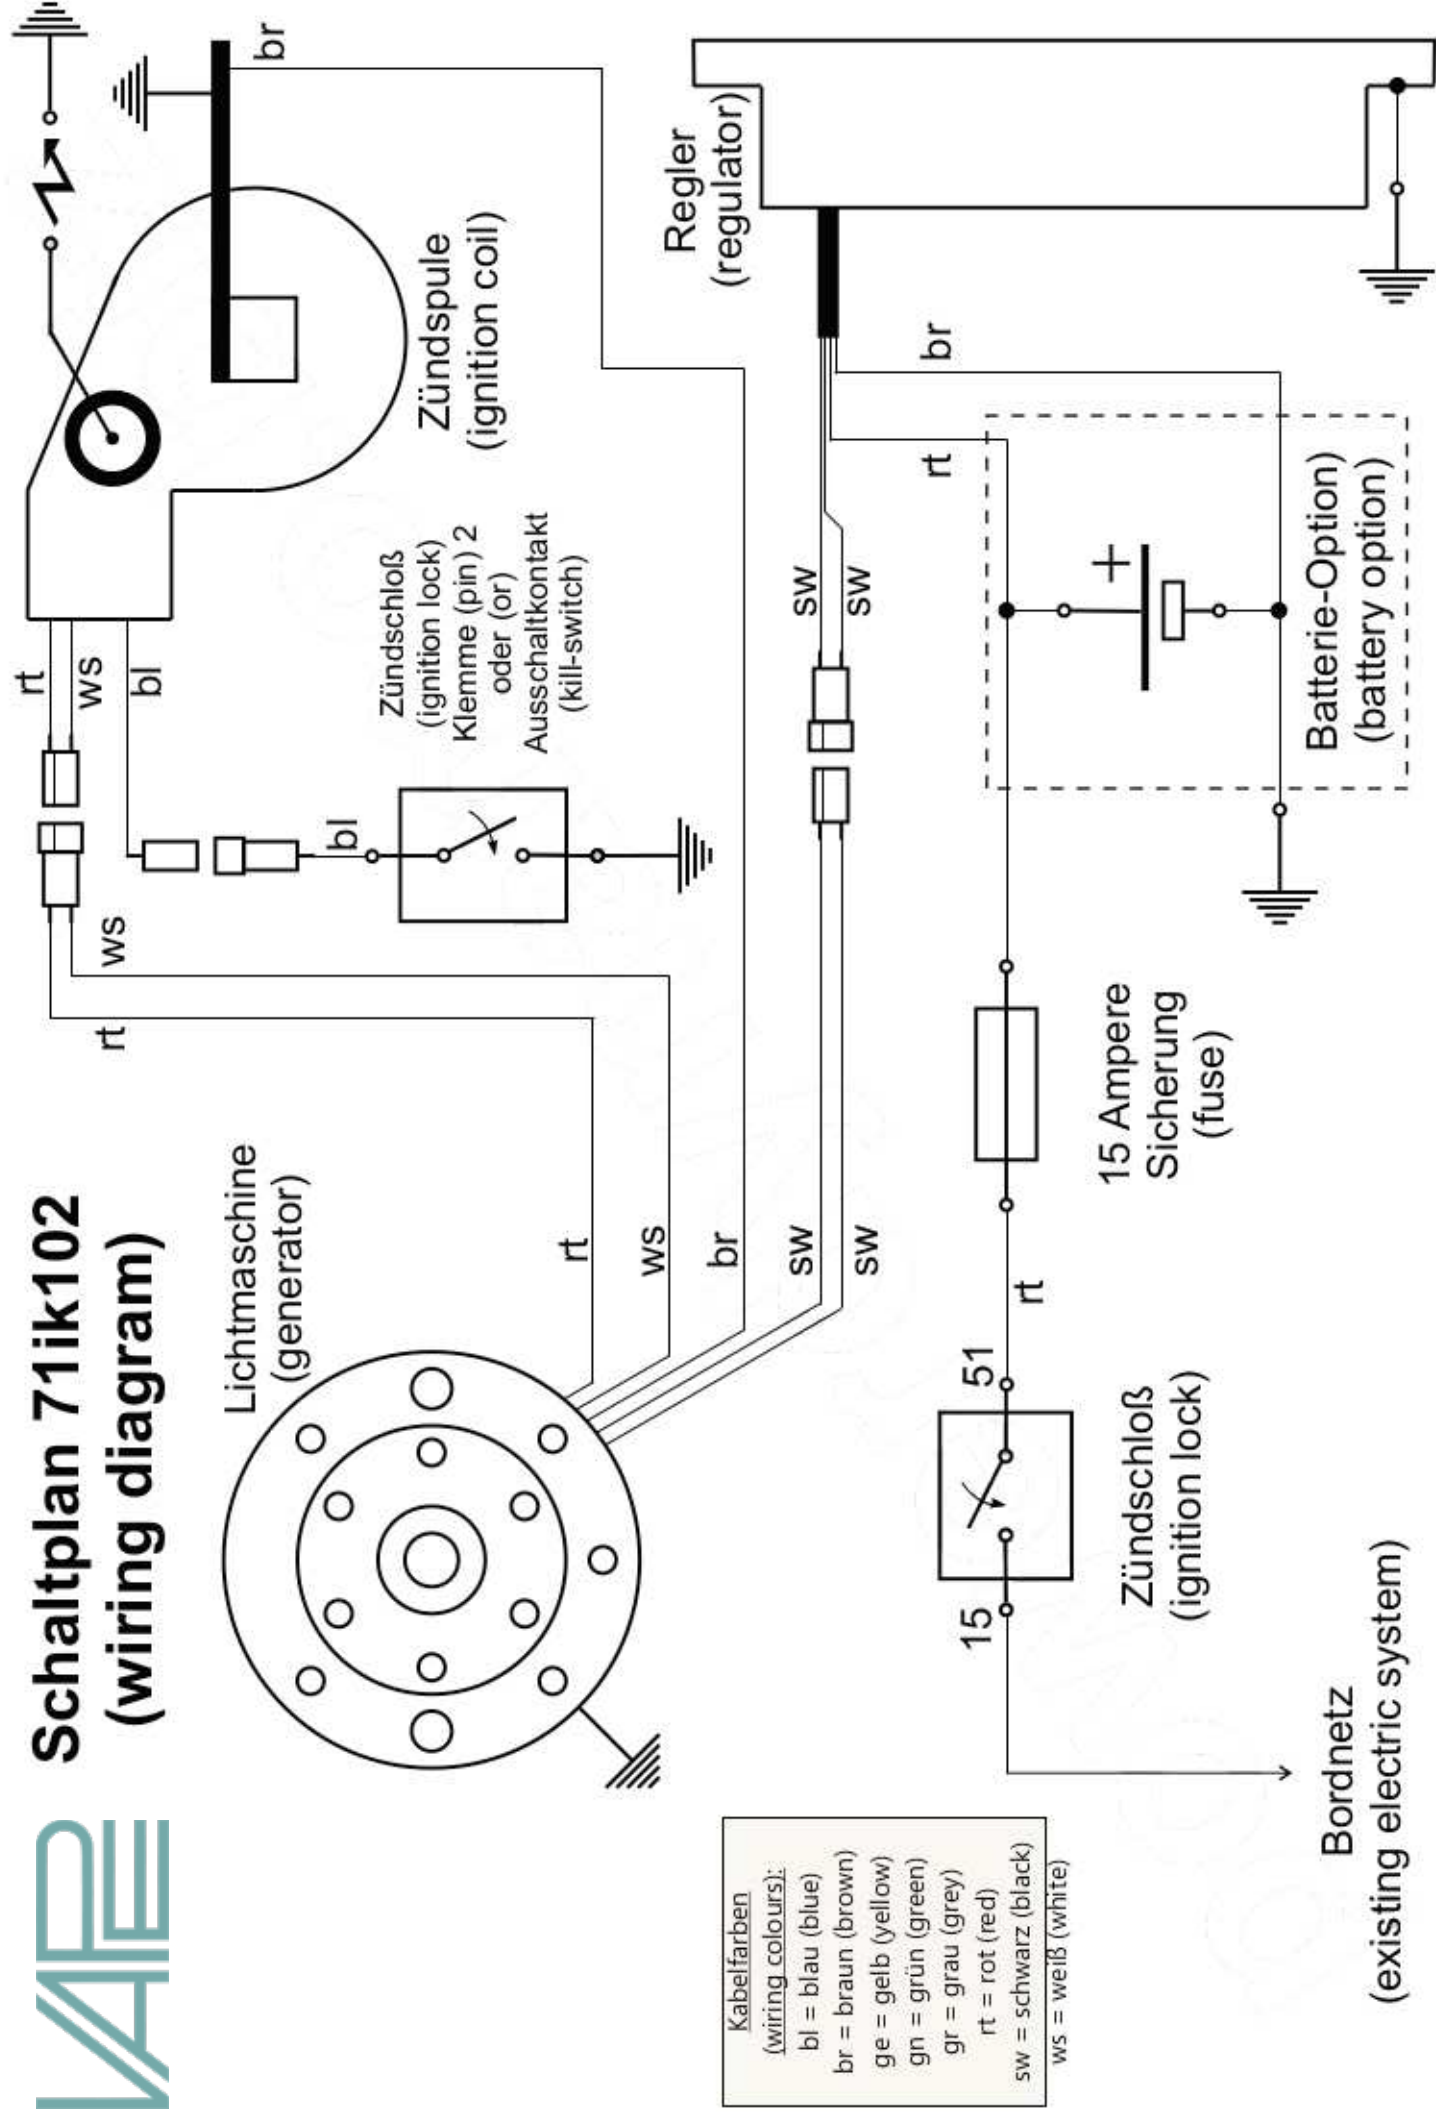 VAPE
Schaltplan 71ik102
(wiring diagram)
Lichtmaschine
(generator)
rt
ws
br
sw
sw
rt
ws
rt
ws
bl
bl
br
Zündspule
(ignition coil)
Zündschloß
(ignition lock)
Klemme (pin) 2
oder (or)
Ausschaltkontakt
(kill-switch)
Regler
(regulator)
sw
sw
rt
br
+
Batterie-Option)
(battery option)
15 Ampere
Sicherung
(fuse)
rt
51
15
Zündschloß
(ignition lock)
Bordnetz
(existing electric system)
Kabelfarben
(wiring colours):
bl = blau (blue)
br = braun (brown)
ge = gelb (yellow)
gn = grün (green)
gr = grau (grey)
rt = rot (red)
sw = schwarz (black)
ws = weiß (white)